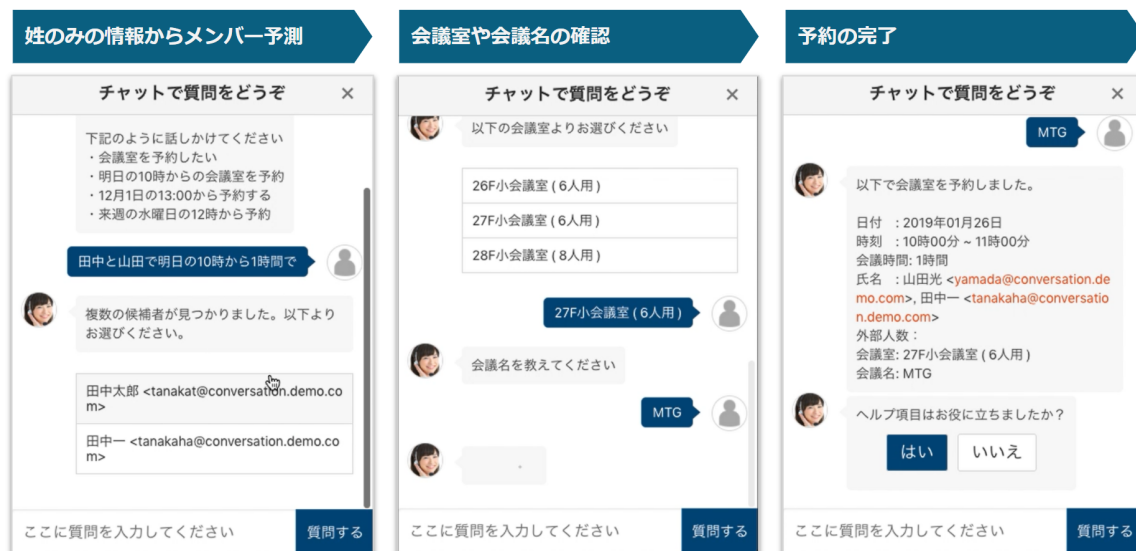 姓のみの情報からメンバー予測
チャットで質問をどうぞ ×
下記のように話しかけてください
・会議室を予約したい
・明日の10時からの会議室を予約
・12月1日の13:00から予約する
・来週の水曜日の12時から予約
田中と山田で明日の10時から1時間で
複数の候補者が見つかりました。以下より
お選びください。
田中太郎 <tanakat@conversation.demo.co
m>
田中一 <tanakaha@conversation.demo.co
m>
ここに質問を入力してください 質問する
会議室や会議名の確認
チャットで質問をどうぞ ×
以下の会議室よりお選びください
26F小会議室 ( 6人用 )
27F小会議室 ( 6人用 )
28F小会議室 ( 8人用 )
27F小会議室 ( 6人用 )
会議名を教えてください
MTG
ここに質問を入力してください 質問する
予約の完了
チャットで質問をどうぞ ×
MTG
以下で会議室を予約しました。
日付 : 2019年01月26日
時刻 : 10時00分 ~ 11時00分
会議時間: 1時間
氏名 : 山田光 <yamada@conversation.de
mo.com>, 田中一 <tanakaha@conversatio
n.demo.com>
外部人数 :
会議室: 27F小会議室 ( 6人用 )
会議名: MTG
ヘルプ項目はお役に立ちましたか？
はい いいえ
ここに質問を入力してください 質問する